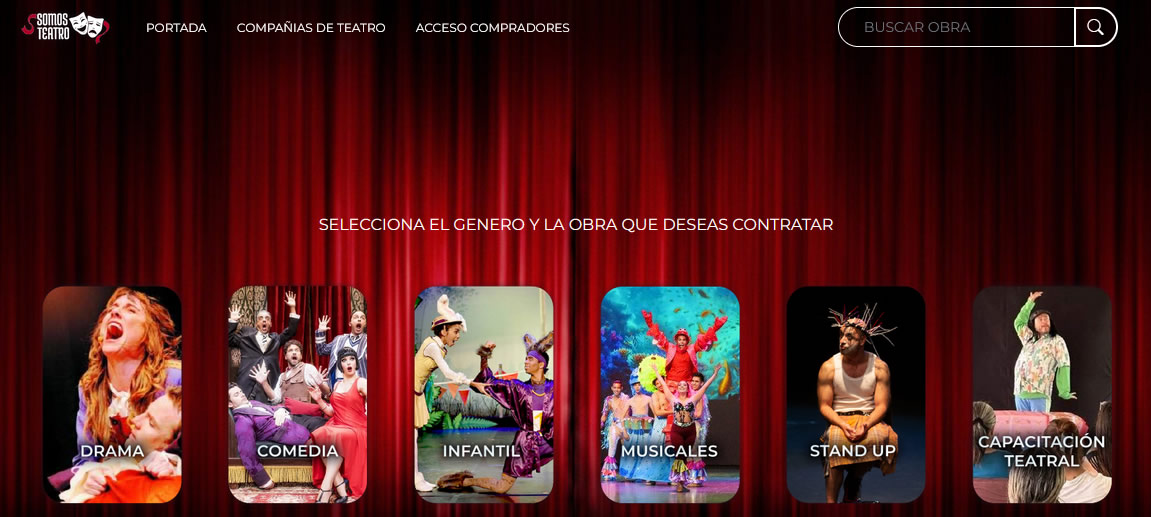 SOMOS
TEATRO
PORTADA
COMPAÑIAS DE TEATRO
ACCESO COMPRADORES
BUSCAR OBRA
SELECCIONA EL GENERO Y LA OBRA QUE DESEAS CONTRATAR
DRAMA
COMEDIA
INFANTIL
MUSICALES
STAND UP
CAPACITACIÓN
TEATRAL